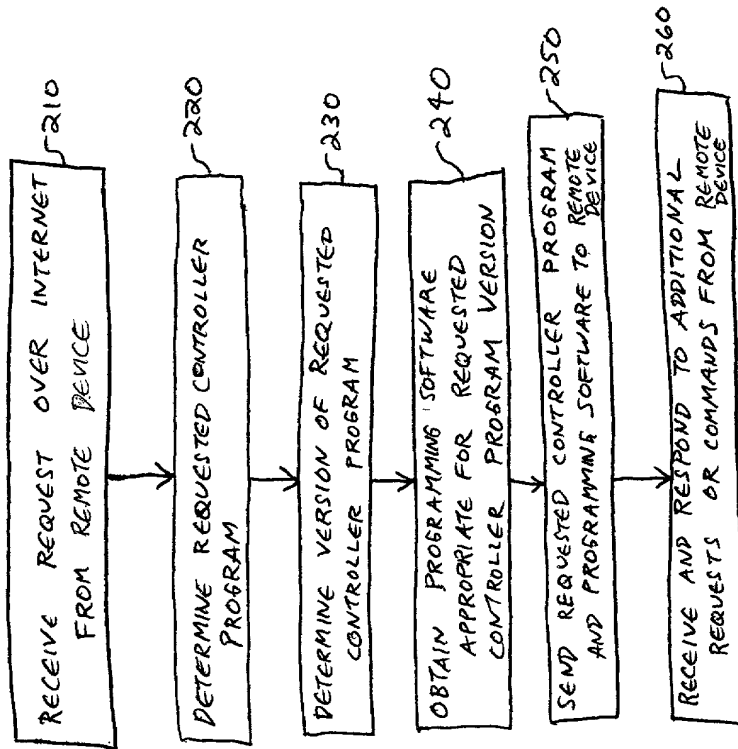 RECEIVE REQUEST OVER INTERNET
FROM REMOTE DEVICE
210
DETERMINE REQUESTED CONTROLLER
PROGRAM
220
DETERMINE VERSION OF REQUESTED
CONTROLLER PROGRAM
230
OBTAIN PROGRAMMING SOFTWARE
APPROPRIATE FOR REQUESTED
CONTROLLER PROGRAM VERSION
240
SEND REQUESTED CONTROLLER PROGRAM
AND PROGRAMMING SOFTWARE TO REMOTE
DEVICE
250
RECEIVE AND RESPOND TO ADDITIONAL
REQUESTS OR COMMANDS FROM REMOTE
DEVICE
260